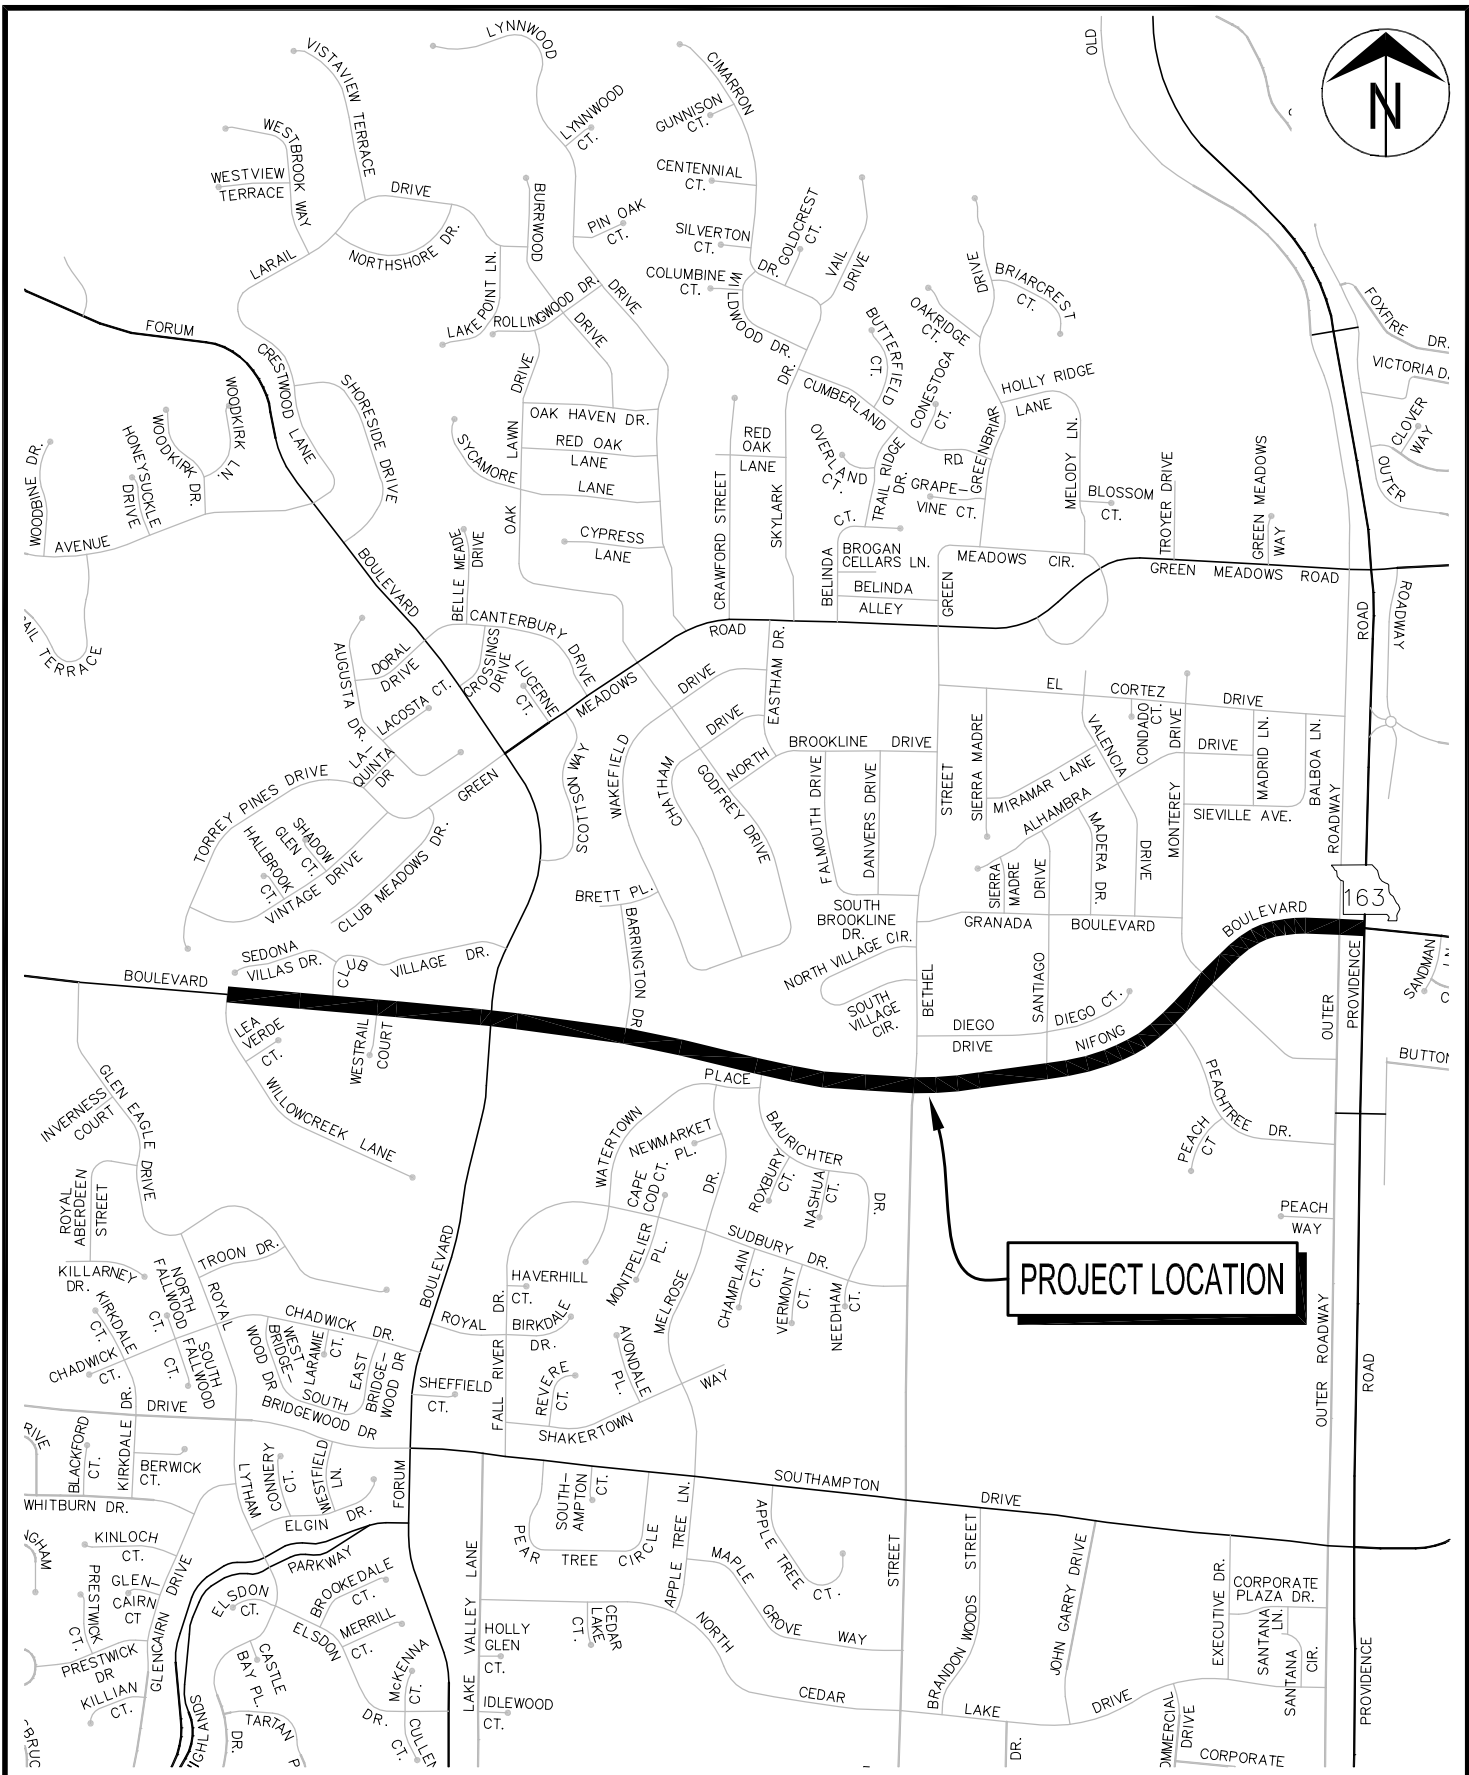 LYNNWOOD
OLD
VISTAVIEW TERRACE
CIMARRON
N
LYNNWOOD
CT.
GUNNISON
CT.
WESTBROOK WAY
WESTVIEW
TERRACE
CENTENNIAL
CT.
DRIVE
BURRWOOD
PIN OAK
CT.
GOLDCREST
CT.
SILVERTON
CT.
NORTHSHORE DR.
LARAIL
DR.
VAIL
DRIVE
DRIVE
BRIARCREST
CT.
COLUMBINE
CT.
WILDWOOD DR.
LAKE POINT LN.
ROLLINGWOOD DR.
DRIVE
DRIVE
OAKRIDGE
CT.
FOXFIRE
DR.
FORUM
BUTTERFIELD
CT.
VICTORIA D
CRESTWOOD LANE
DR.
CONESTOGA
CT.
HOLLY RIDGE
LANE
SHORESIDE DRIVE
DRIVE
CUMBERLAND
WOODKIRK LN.
OAK HAVEN DR.
CLOVER
WAY
WOODKIRK DR.
HONEYSUCKLE
DRIVE
WOODBINE DR.
RED OAK
LANE
RED
OAK
LANE
OVERLAND
CT.
TRAIL RIDGE
DR.
RD.
GREENBRIAR
MELODY LN.
OUTER
SYCAMORE
LANE
LAWN
OAK
GRAPE-
VINE CT.
BLOSSOM
CT.
TROYER DRIVE
GREEN MEADOWS
WAY
CRAWFORD STREET
SKYLARK
CT.
CYPRESS
LANE
AVENUE
BELLE MEADE
DRIVE
BROGAN
CELLARS LN.
MEADOWS CIR.
GREEN MEADOWS ROAD
BOULEVARD
BELINDA
BELINDA
ALLEY
GREEN
ROAD
ROADWAY
CANTERBURY DRIVE
ROAD
AIL TERRACE
AUGUSTA DR.
DORAL
DRIVE
CROSSINGS
DRIVE
LUCERNE
CT.
MEADOWS
DRIVE
EASTHAM DR.
EL CORTEZ DRIVE
LACOSTA CT.
LA
QUINTA
DR
DRIVE
NORTH
BROOKLINE DRIVE
SIERRA MADRE
VALENCIA
CONDADO
CT.
DRIVE
DRIVE
MADRID LN.
BALBOA LN.
TORREY PINES DRIVE
GREEN
SCOTTSON WAY
WAKEFIELD
CHATHAM
GODFREY DRIVE
STREET
MIRAMAR LANE
ALHAMBRA
SIEVILLE AVE.
MONTEREY
ROADWAY
SHADOW
GLEN CT.
HALLBROOK
CT.
VINTAGE DRIVE
CLUB MEADOWS DR.
FALMOUTH DRIVE
DANVERS DRIVE
MADERA DR.
DRIVE
SIERRA
MADRE
DRIVE
BRETT PL.
163
SOUTH
BROOKLINE
DR.
GRANADA BOULEVARD
BOULEVARD
BARRINGTON DR
SEDONA
VILLAS DR.
CLUB VILLAGE DR.
NORTH VILLAGE CIR.
BOULEVARD
SANDMAN
SOUTH
VILLAGE
CIR.
BETHEL
SANTIAGO
DIEGO CT.
OUTER
PROVIDENCE
LEA
VERDE
CT.
WESTRAIL
COURT
DIEGO
DRIVE
NIFONG
BUTTON
PLACE
GLEN EAGLE DRIVE
INVERNESS
COURT
WILLOWCREEK LANE
PEACHTREE DR.
PEACH
CT
WATERTOWN
NEWMARKET
PL.
BAURICHTER
DR.
ROXBURY
CT.
NASHUA
CT.
CAPE
COD CT.
DR.
ROYAL
ABERDEEN
STREET
PEACH
WAY
SUDBURY DR.
MONTPELIER
PL.
TROON DR.
BOULEVARD
PROJECT LOCATION
KILLARNEY
DR.
NORTH
FALLWOOD
CT.
ROYAL
HAVERHILL
CT.
CHAMPLAIN
CT.
VERMONT
CT.
NEEDHAM
CT.
KIRKDALE
CT.
CHADWICK DR.
ROYAL BIRKDALE
DR.
MELROSE
OUTER ROADWAY
ROAD
CHADWICK
CT.
SOUTH
FALLWOOD
CT.
WEST
BRIDGE-
WOOD DR
LARAMIE
CT.
EAST
BRIDGE-
WOOD DR
FALL RIVER DR.
AVONDALE
PL.
REVERE
CT.
SHEFFIELD
CT.
WAY
SOUTH
BRIDGEWOOD DR
DRIVE
SHAKERTOWN
KIRKDALE DR.
BLACKFORD
CT.
BERWICK
CT.
CONNERY
CT.
WESTFIELD
LN.
SOUTHAMPTON DRIVE
WHITBURN DR.
LYTHAM
ELGIN DR.
FORUM
SOUTH-
AMPTON
CT.
APPLE TREE LN.
APPLE TREE
CT.
PEAR TREE CIRCLE
KINLOCH
CT.
DRIVE
PARKWAY
LAKE VALLEY LANE
MAPLE GROVE WAY
STREET
BRANDON WOODS STREET
JOHN GARRY DRIVE
EXECUTIVE DR.
CORPORATE
PLAZA DR.
GLEN-
CAIRN
CT
PRESTWICK
CT.
ELSDON
CT.
BROOKEDALE
CT.
MERRILL
CT.
ELSDON
DR.
HOLLY
GLEN
CT.
CEDAR
LAKE
CT.
NORTH
CEDAR LAKE DRIVE
SANTANA
LN.
SANTANA
CIR.
PRESTWICK
DR
KILLIAN
CT.
GLENCAIRN
CASTLE
BAY PL.
McKENNA
CT.
IDLEWOOD
CT.
PROVIDENCE
TARTAN
DR.
CULLEN
CT.
DR.
DRIVE
CORPORATE